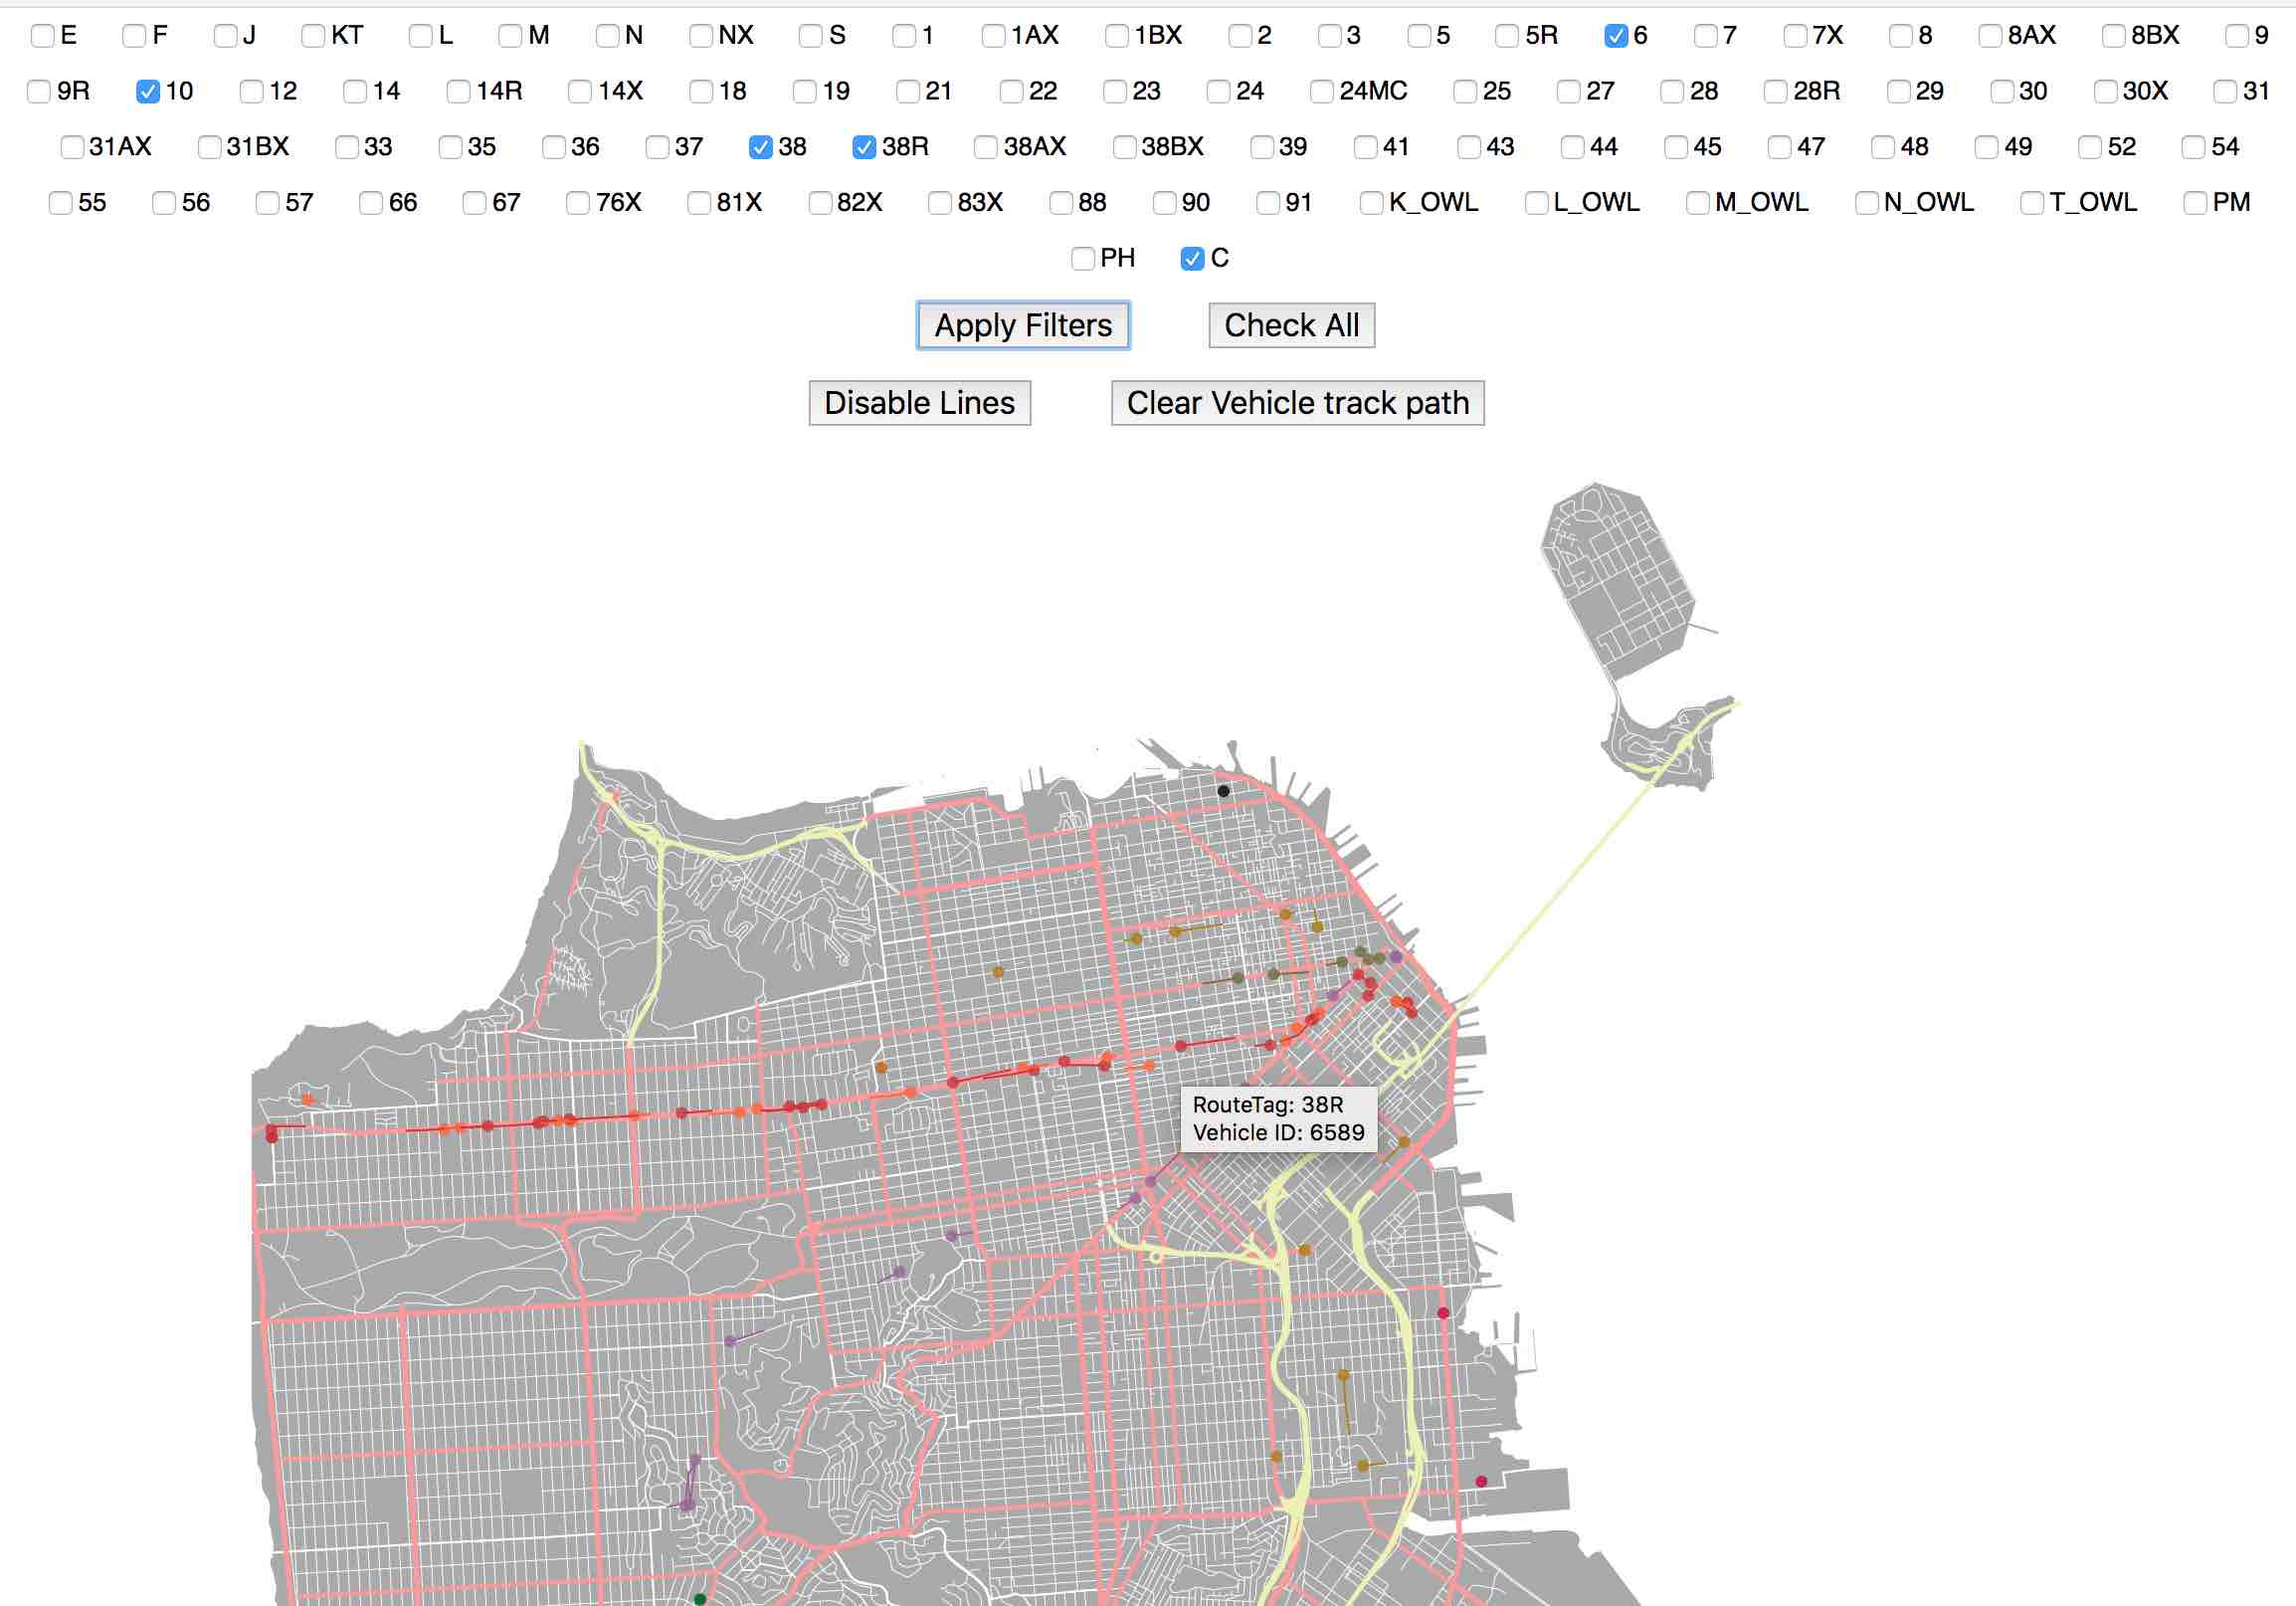 E F J KT L M N NX S 1 1AX 1BX 2 3 5 5R 6 7 7X 8 8AX 8BX 9
9R 10 12 14 14R 14X 18 19 21 22 23 24 24MC 25 27 28 28R 29 30 30X 31
31AX 31BX 33 35 36 37 38 38R 38AX 38BX 39 41 43 44 45 47 48 49 52 54
55 56 57 66 67 76X 81X 82X 83X 88 90 91 K_OWL L_OWL M_OWL N_OWL T_OWL PM
PH C
Apply Filters Check All
Disable Lines Clear Vehicle track path
RouteTag: 38R
Vehicle ID: 6589